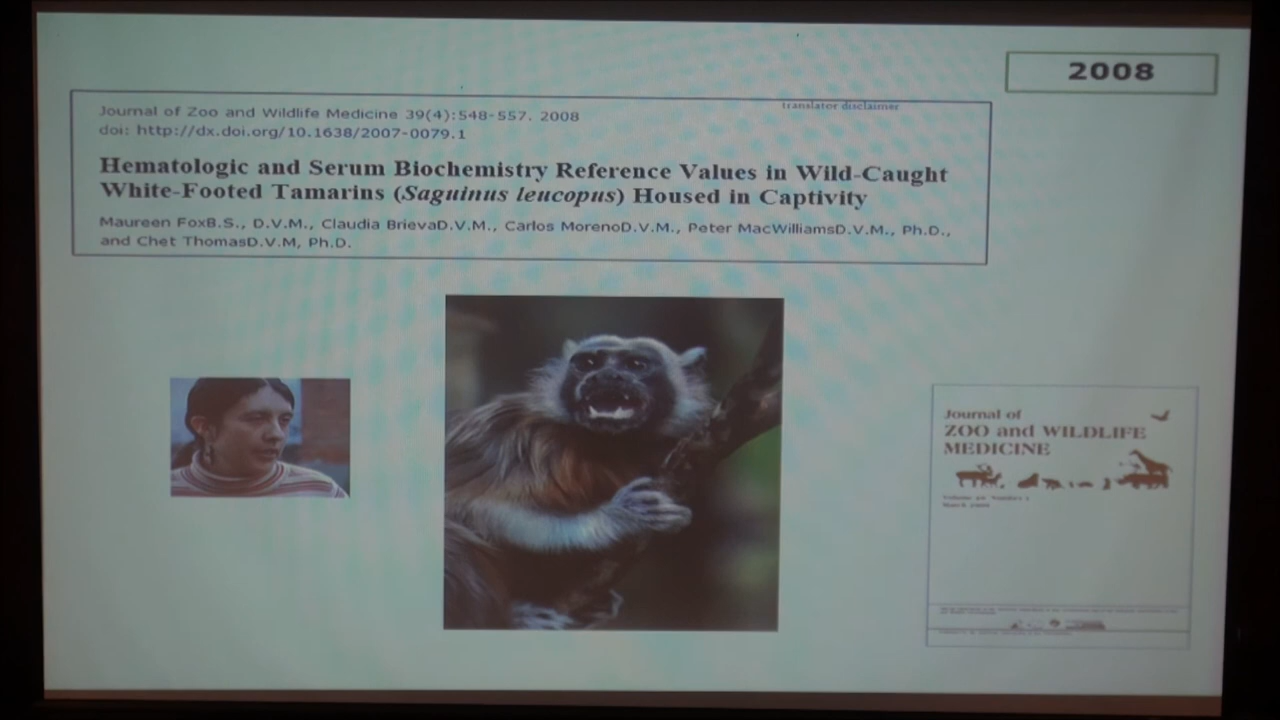 2008
translator disclaimer
Journal of Zoo and Wildlife Medicine 39(4):548-557. 2008
doi: http://dx.doi.org/10.1638/2007-0079.1
Hematologic and Serum Biochemistry Reference Values in Wild-Caught
White-Footed Tamarins (Saguinus leucopus) Housed in Captivity
Maureen FoxB.S., D.V.M., Claudia BrievaD.V.M., Carlos MorenoD.V.M., Peter MacWilliamsD.V.M., Ph.D.,
and Chet ThomasD.V.M, Ph.D.
Journal of
ZOO and WILDLIFE
MEDICINE